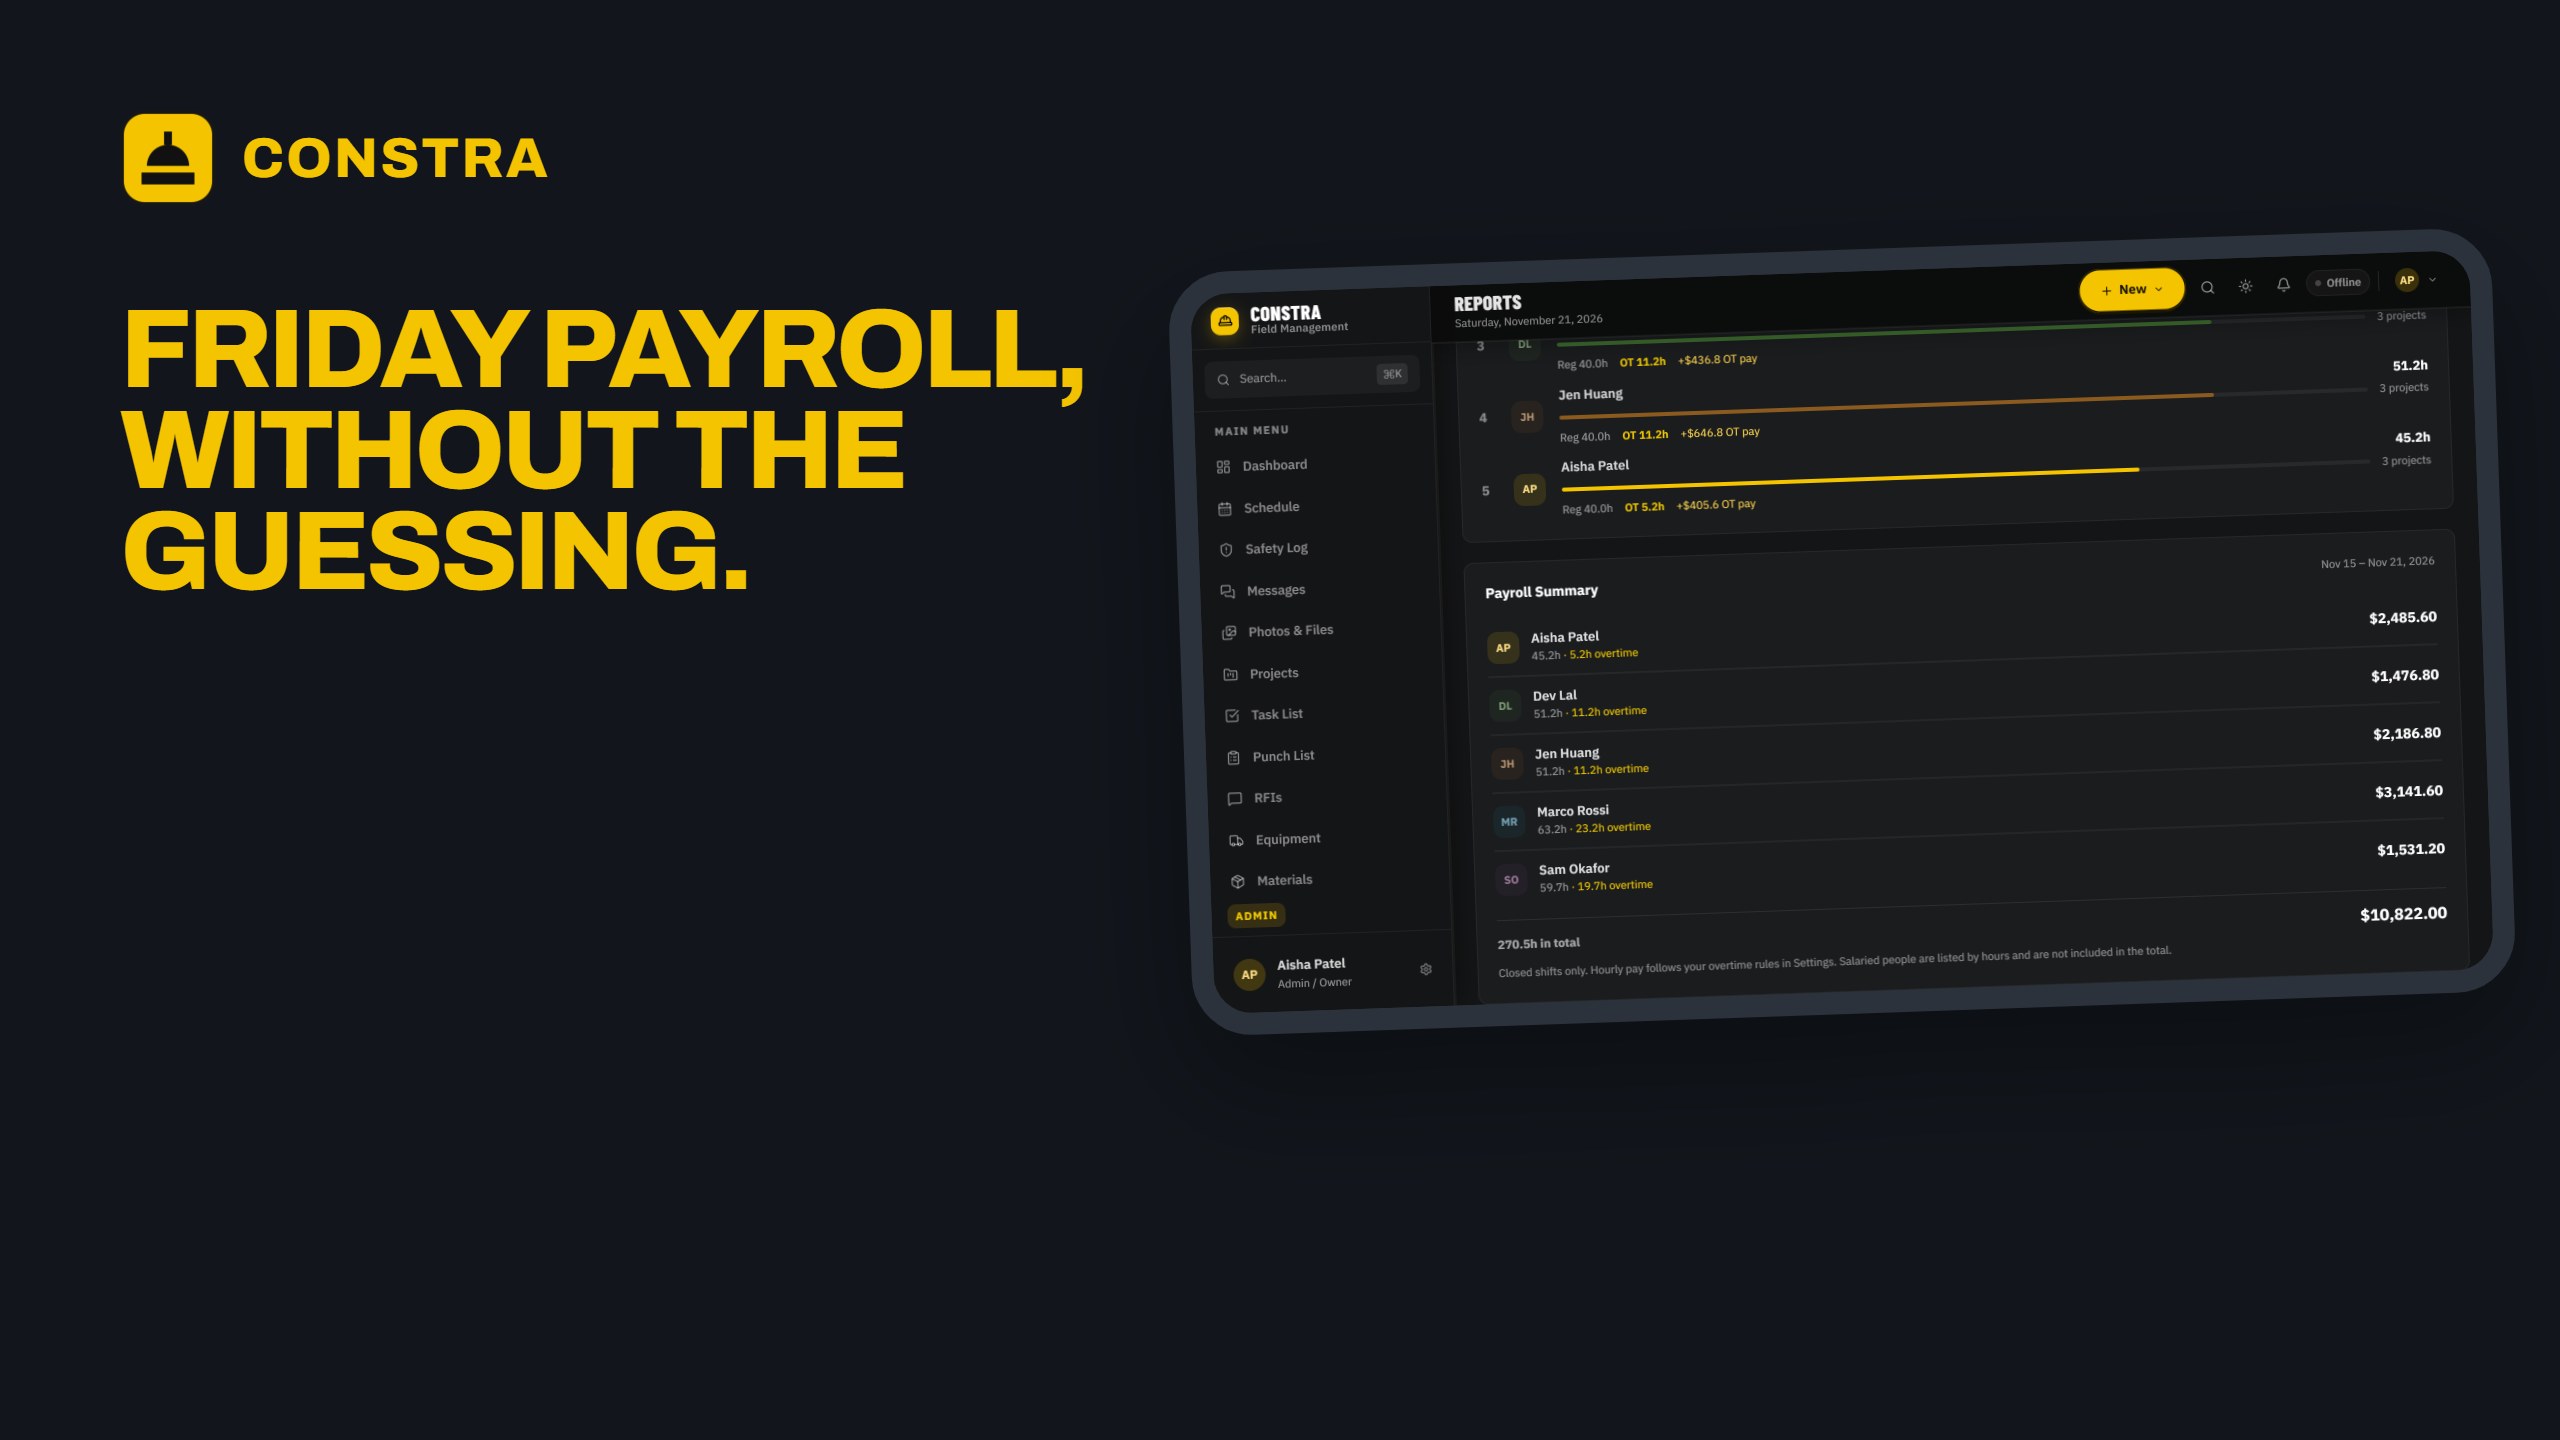 CONSTRA
FRIDAY PAYROLL,
WITHOUT THE
GUESSING.
CONSTRA
Field Management
Search...
⌘K
MAIN MENU
Dashboard
Schedule
Safety Log
Messages
Photos & Files
Projects
Task List
Punch List
RFIs
Equipment
Materials
ADMIN
AP
Aisha Patel
Admin / Owner
REPORTS
Saturday, November 21, 2026
+ New
Offline
AP
3
DL
3 projects
Reg 40.0h OT 11.2h +$436.8 OT pay
4
JH
Jen Huang
51.2h
3 projects
Reg 40.0h OT 11.2h +$646.8 OT pay
5
AP
Aisha Patel
45.2h
3 projects
Reg 40.0h OT 5.2h +$405.6 OT pay
Payroll Summary
Nov 15 – Nov 21, 2026
AP
Aisha Patel
45.2h · 5.2h overtime
$2,485.60
DL
Dev Lal
51.2h · 11.2h overtime
$1,476.80
JH
Jen Huang
51.2h · 11.2h overtime
$2,186.80
MR
Marco Rossi
63.2h · 23.2h overtime
$3,141.60
SO
Sam Okafor
59.7h · 19.7h overtime
$1,531.20
270.5h in total
$10,822.00
Closed shifts only. Hourly pay follows your overtime rules in Settings. Salaried people are listed by hours and are not included in the total.